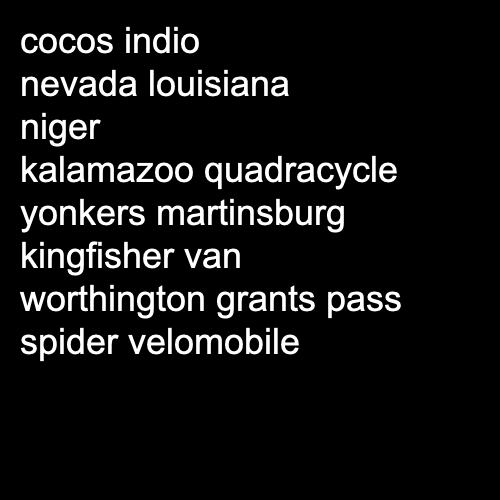 cocos indio
nevada louisiana
niger
kalamazoo quadracycle
yonkers martinsburg
kingfisher van
worthington grants pass
spider velomobile